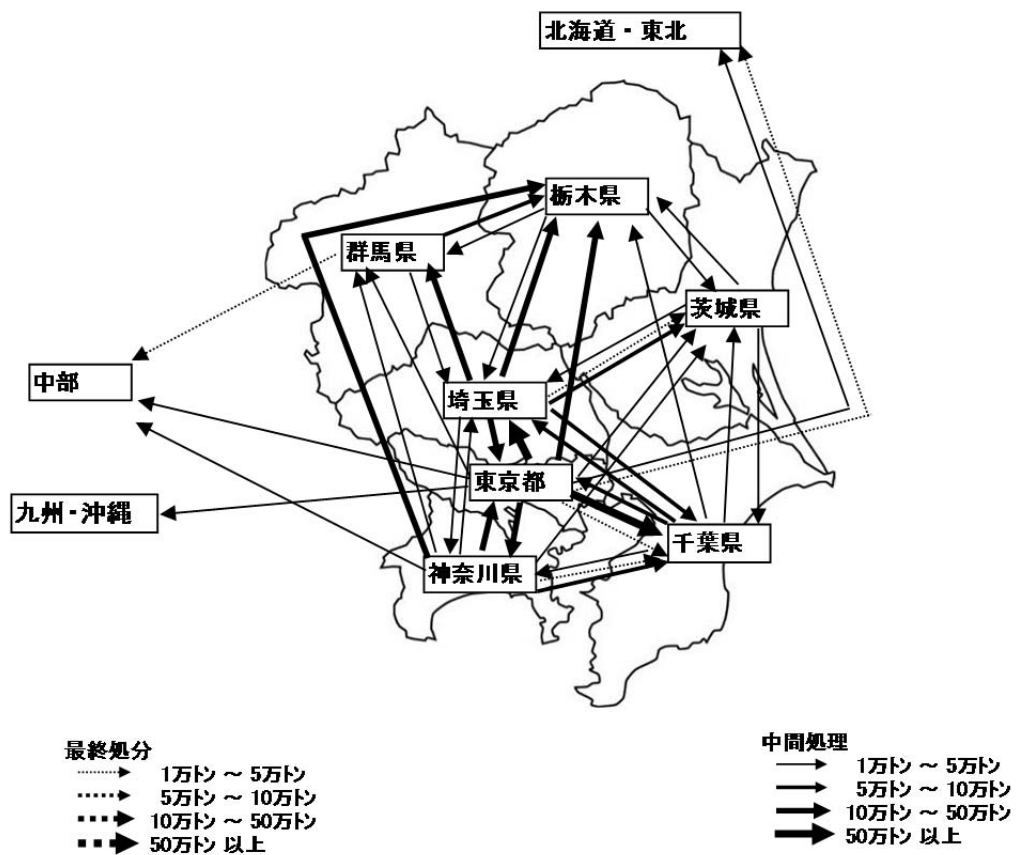 北海道・東北
栃木県
群馬県
茨城県
中部
埼玉県
東京都
九州・沖縄
千葉県
神奈川県
最終処分
1万トン ～ 5万トン
5万トン ～ 10万トン
10万トン ～ 50万トン
50万トン 以上
中間処理
1万トン ～ 5万トン
5万トン ～ 10万トン
10万トン ～ 50万トン
50万トン 以上